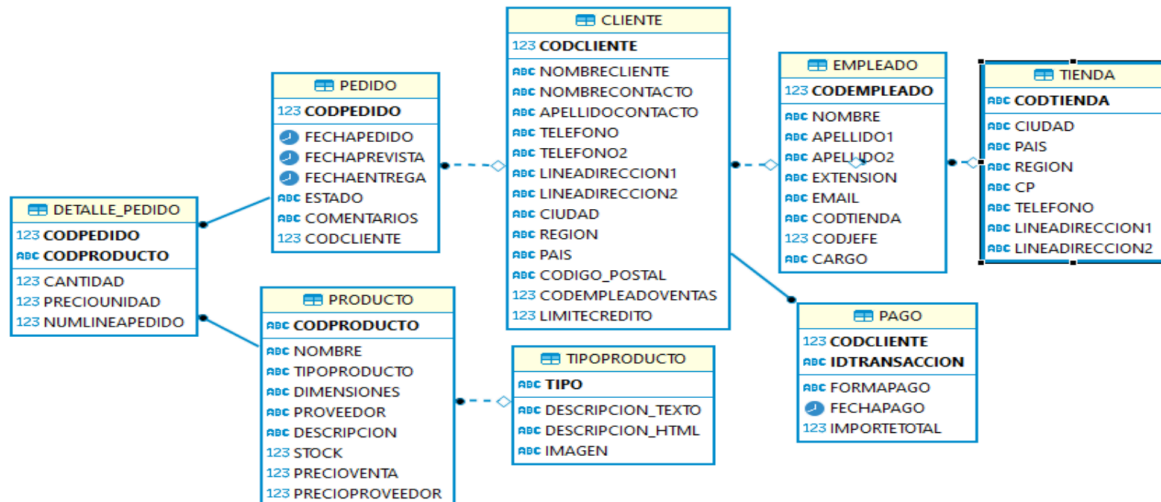 CLIENTE
123 CODCLIENTE
ABC NOMBRECLIENTE
ABC NOMBRECONTACTO
ABC APELLIDOCONTACTO
ABC TELEFONO
ABC TELEFONO2
ABC LINEADIRECCION1
ABC LINEADIRECCION2
ABC CIUDAD
ABC REGION
ABC PAIS
ABC CODIGO_POSTAL
123 CODEMPLEADOVENTAS
123 LIMITECREDITO
EMPLEADO
123 CODEMPLEADO
ABC NOMBRE
ABC APELLIDO1
ABC APELLIDO2
ABC EXTENSION
ABC EMAIL
ABC CODTIENDA
123 CODJEFE
ABC CARGO
TIENDA
ABC CODTIENDA
ABC CIUDAD
ABC PAIS
ABC REGION
ABC CP
ABC TELEFONO
ABC LINEADIRECCION1
ABC LINEADIRECCION2
PEDIDO
123 CODPEDIDO
FECHAPEDIDO
FECHAPREVISTA
FECHAENTREGA
ABC ESTADO
ABC COMENTARIOS
123 CODCLIENTE
DETALLE_PEDIDO
123 CODPEDIDO
ABC CODPRODUCTO
123 CANTIDAD
123 PRECIOUNIDAD
123 NUMLINEAPEDIDO
PRODUCTO
ABC CODPRODUCTO
ABC NOMBRE
ABC TIPOPRODUCTO
ABC DIMENSIONES
ABC PROVEEDOR
ABC DESCRIPCION
123 STOCK
123 PRECIOVENTA
123 PRECIOPROVEEDOR
TIPOPRODUCTO
ABC TIPO
ABC DESCRIPCION_TEXTO
ABC DESCRIPCION_HTML
ABC IMAGEN
PAGO
123 CODCLIENTE
ABC IDTRANSACCION
ABC FORMAPAGO
FECHAPAGO
123 IMPORTETOTAL